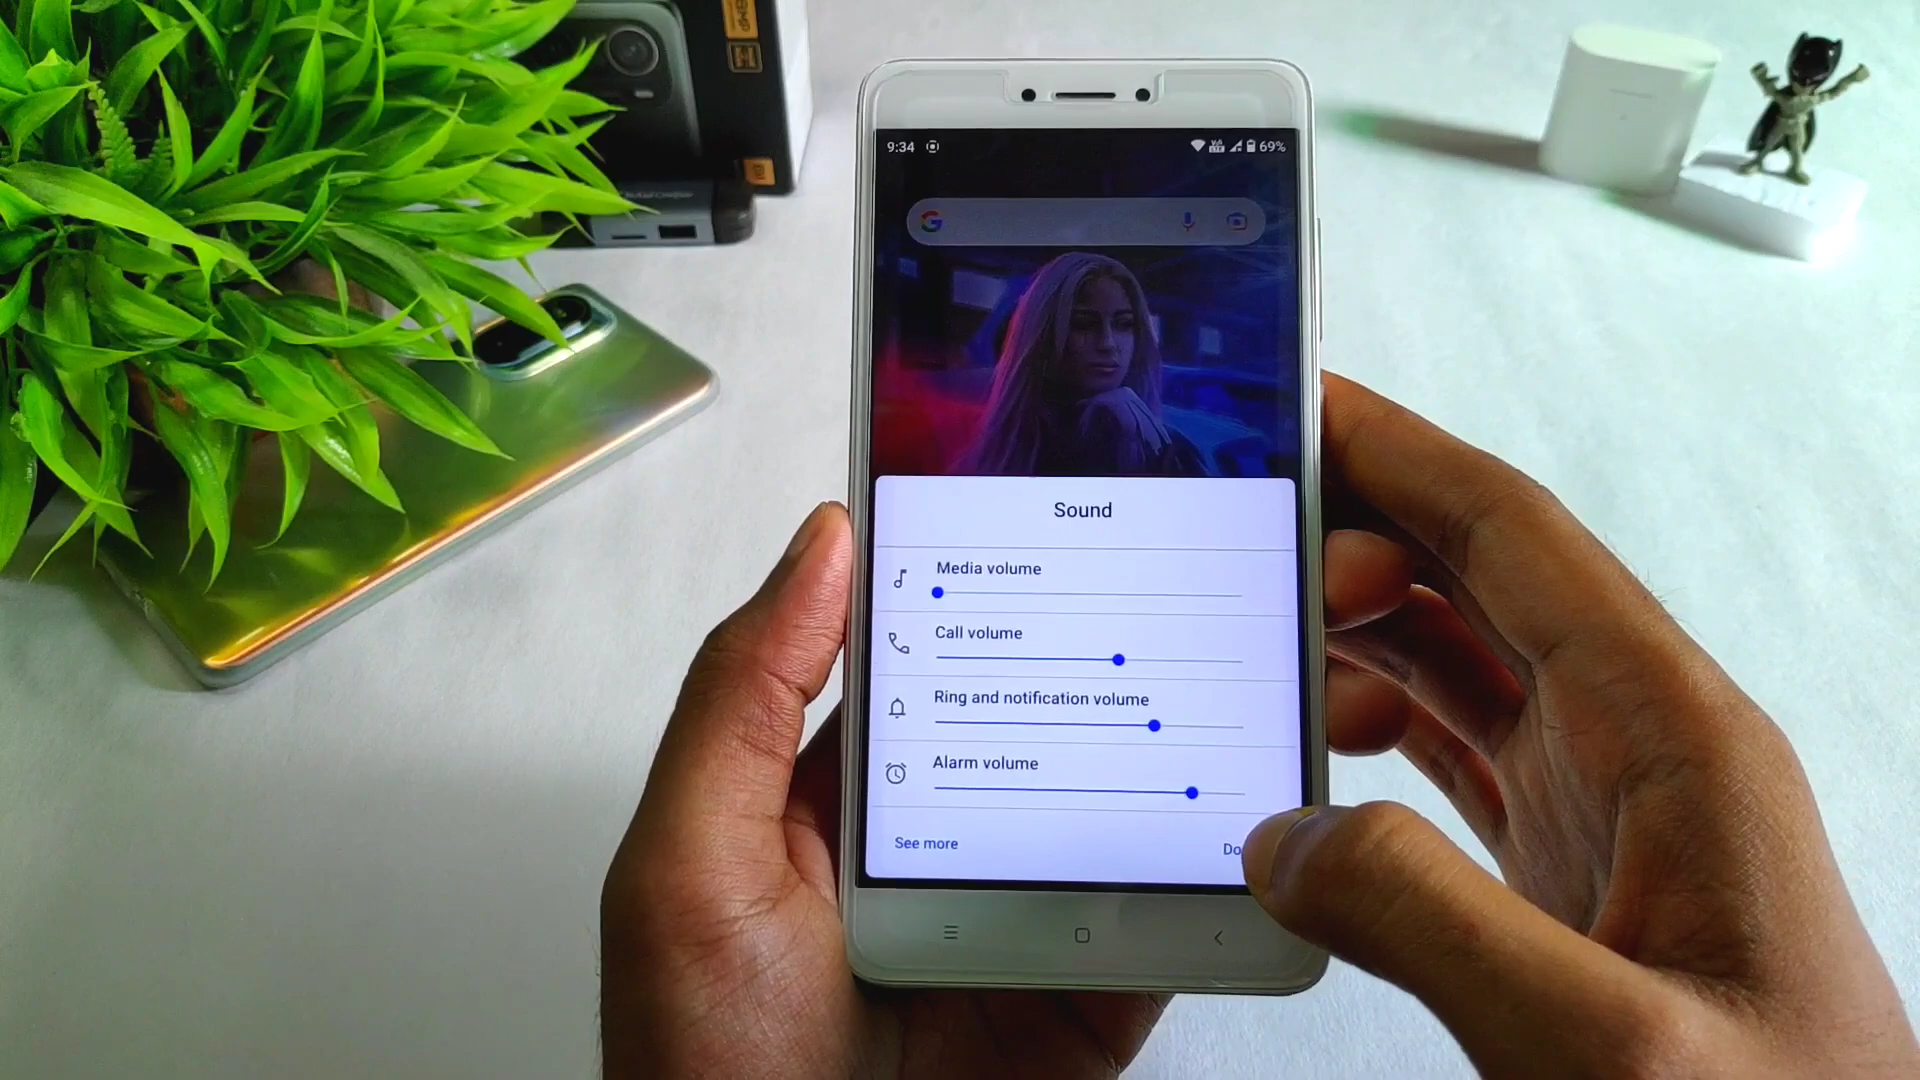 9:34
69%
G
Sound
Media volume
Call volume
Ring and notification volume
Alarm volume
See more
Do